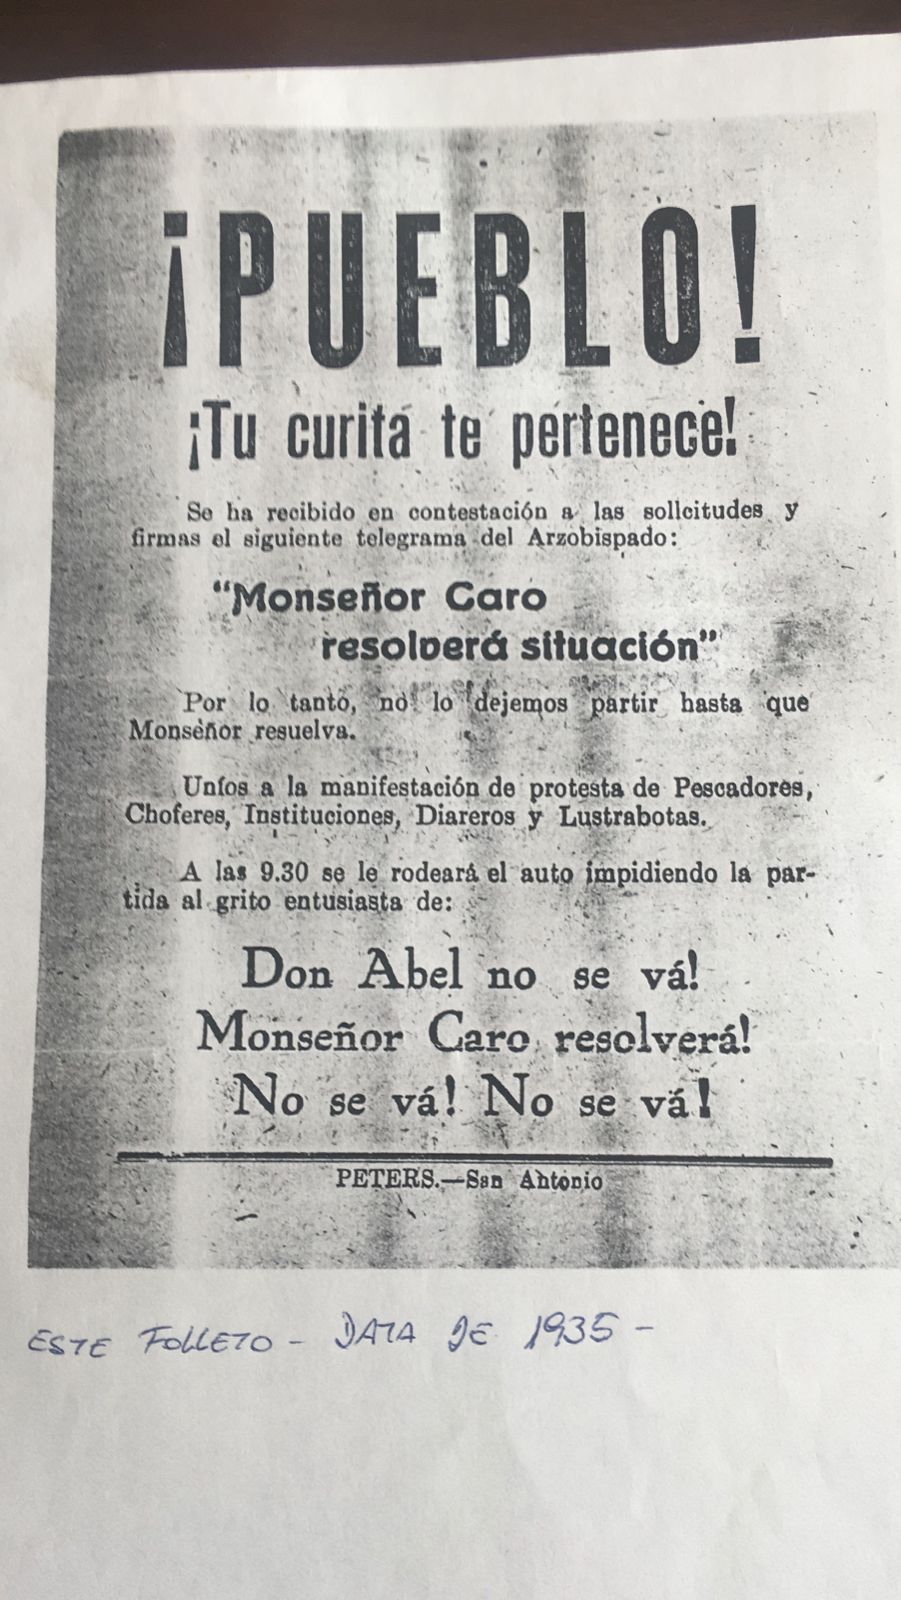 ¡PUEBLO!
¡Tu curita te pertenece!
Se ha recibido en contestación a las solicitudes y
firmas el siguiente telegrama del Arzobispado:
"Monseñor Caro
resolverá situación"
Por lo tanto, no lo dejemos partir hasta que
Monseñor resuelva.
Uníos a la manifestación de protesta de Pescadores,
Choferes, Instituciones, Diareros y Lustrabotas.
A las 9.30 se le rodeará el auto impidiendo la par-
tida al grito entusiasta de:
Don Abel no se vá!
Monseñor Caro resolverá!
No se vá! No se vá!
PETERS.—San Antonio
ESTE FOLLETO - DATA DE 1935 -